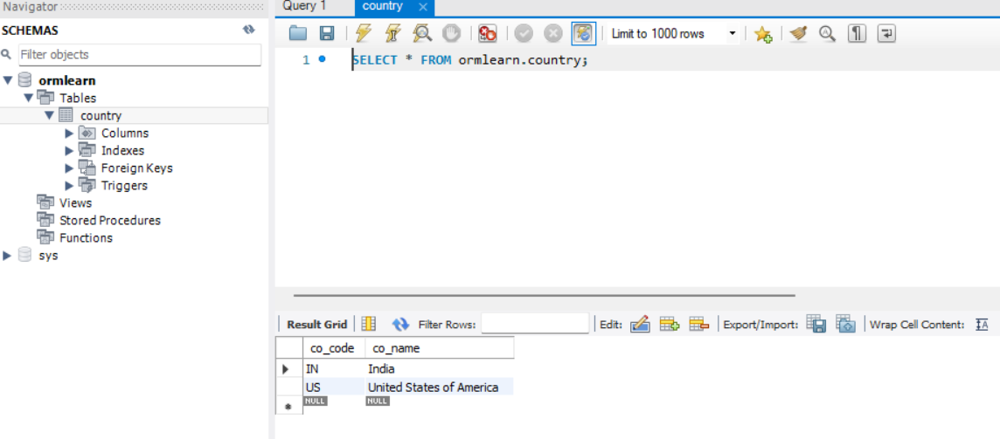 Navigator
SCHEMAS
Filter objects
ormlearn
Tables
country
Columns
Indexes
Foreign Keys
Triggers
Views
Stored Procedures
Functions
sys
Query 1
country
Limit to 1000 rows
1
SELECT * FROM ormlearn.country;
Result Grid
Filter Rows:
Edit:
Export/Import:
Wrap Cell Content:
co_code co_name
IN India
US United States of America
NULL NULL